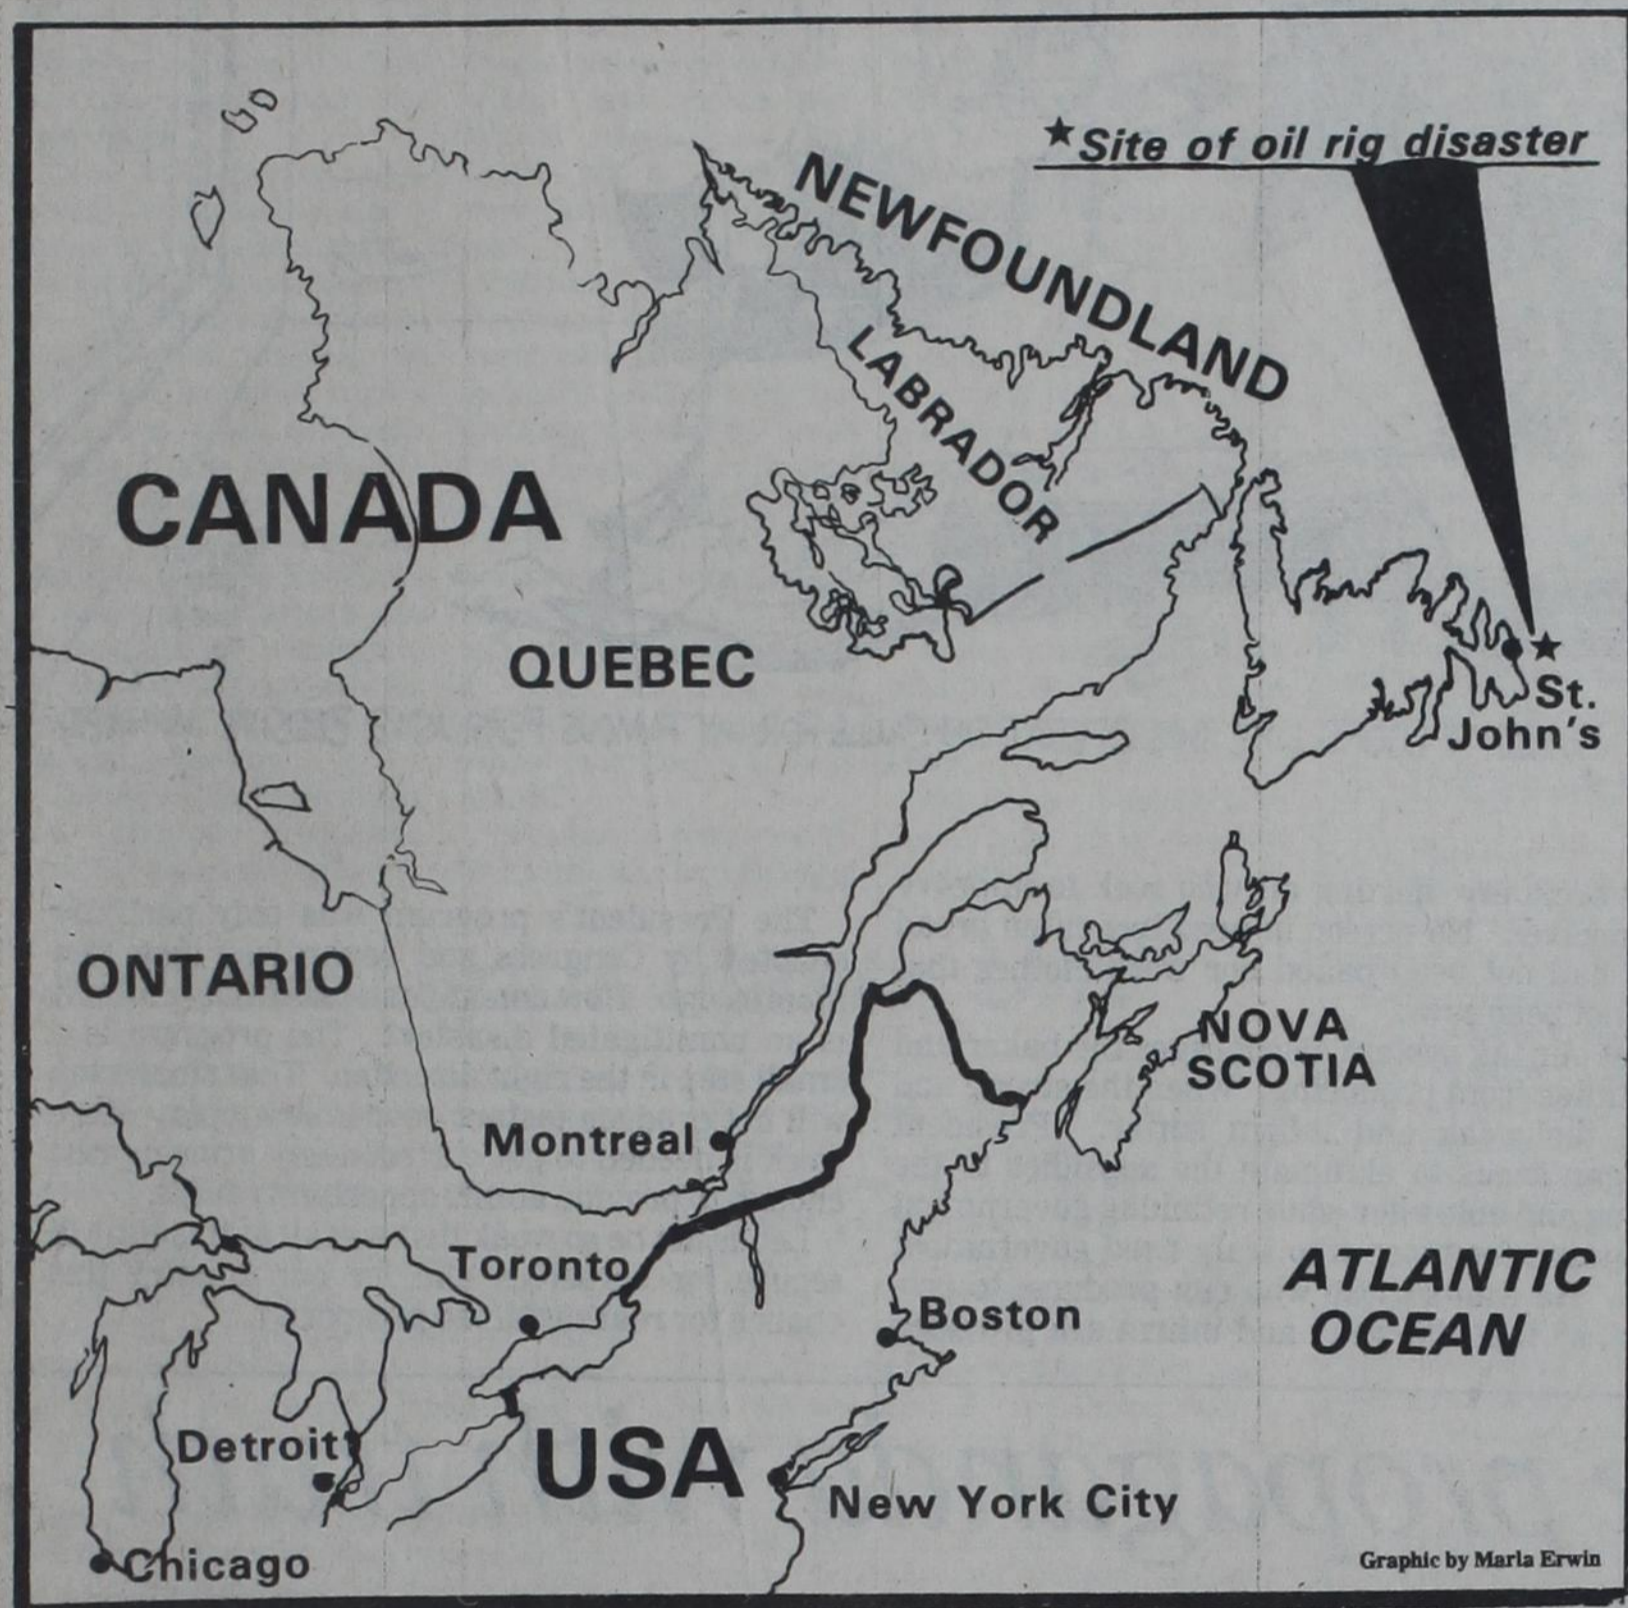 ★Site of oil rig disaster
NEWFOUNDLAND
LABRADOR
CANADA
QUEBEC
St.
John's
ONTARIO
NOVA
SCOTIA
Montreal
Toronto
ATLANTIC
OCEAN
Boston
Detroit
USA
New York City
Chicago
Graphic by Marla Erwin